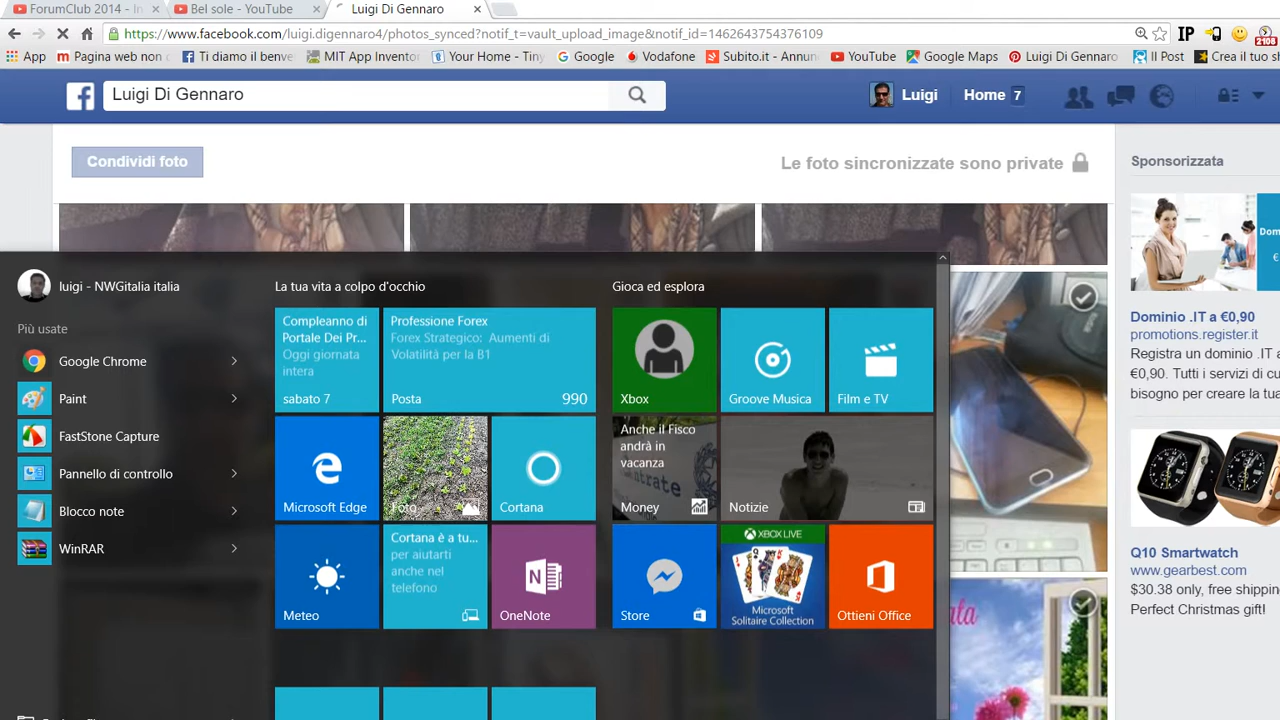 ForumClub 2014 - In
Bel sole - YouTube
Luigi Di Gennaro
https://www.facebook.com/luigi.digennaro4/photos_synced?notif_t=vault_upload_image&notif_id=1462643754376109
IP
2108
App
Pagina web non
Ti diamo il benve
MIT App Invento
Your Home - Tiny
Google
Vodafone
Subito.it - Annun
YouTube
Google Maps
Luigi Di Gennaro
Il Post
Crea il tuo s
Luigi Di Gennaro
Luigi
Home 7
Condividi foto
Le foto sincronizzate sono private
Sponsorizzata
Dom
€
Dominio .IT a €0,90
promotions.register.it
Registra un dominio .IT a
€0,90. Tutti i servizi di cu
bisogno per creare la tua
Q10 Smartwatch
www.gearbest.com
$30.38 only, free shipping
Perfect Christmas gift!
luigi - NWGitalia italia
Più usate
Google Chrome
Paint
FastStone Capture
Pannello di controllo
Blocco note
WinRAR
La tua vita a colpo d'occhio
Compleanno di
Portale Dei Pr...
Oggi giornata
intera
sabato 7
Professione Forex
Forex Strategico: Aumenti di
Volatilità per la B1
Posta
990
Microsoft Edge
Foto
Cortana
Meteo
Cortana è a tu...
per aiutarti
anche nel
telefono
OneNote
Gioca ed esplora
Xbox
Groove Musica
Film e TV
Anche il Fisco
andrà in
vacanza
Money
Notizie
Store
XBOX LIVE
Microsoft
Solitaire Collection
Ottieni Office